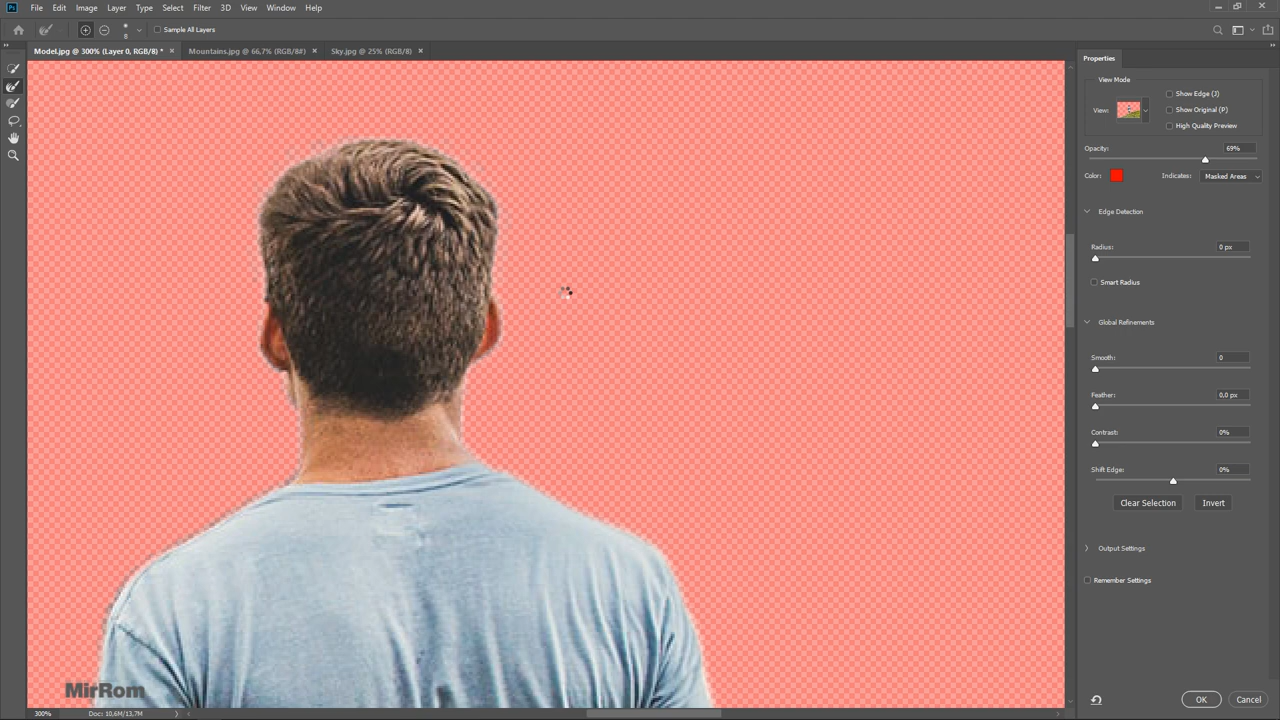 Ps File Edit Image Layer Type Select Filter 3D View Window Help
8 Sample All Layers
Model.jpg @ 300% (Layer 0, RGB/8) * × Mountains.jpg @ 66,7% (RGB/8#) × Sky.jpg @ 25% (RGB/8) ×
Properties
View Mode
View:
Show Edge (J)
Show Original (P)
High Quality Preview
Opacity: 69%
Color: Indicates: Masked Areas
Edge Detection
Radius: 0 px
Smart Radius
Global Refinements
Smooth: 0
Feather: 0,0 px
Contrast: 0%
Shift Edge: 0%
Clear Selection Invert
Output Settings
Remember Settings
OK Cancel
MirRom
300% Doc: 10,6M/13,7M